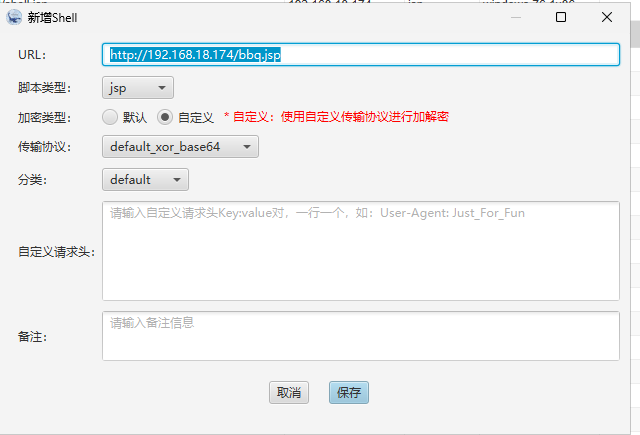 新增Shell
URL:
http://192.168.18.174/bbq.jsp
脚本类型:
jsp
加密类型:
默认
自定义
* 自定义：使用自定义传输协议进行加解密
传输协议:
default_xor_base64
分类:
default
自定义请求头:
请输入自定义请求头Key:value对，一行一个，如：User-Agent: Just_For_Fun
备注:
请输入备注信息
取消
保存